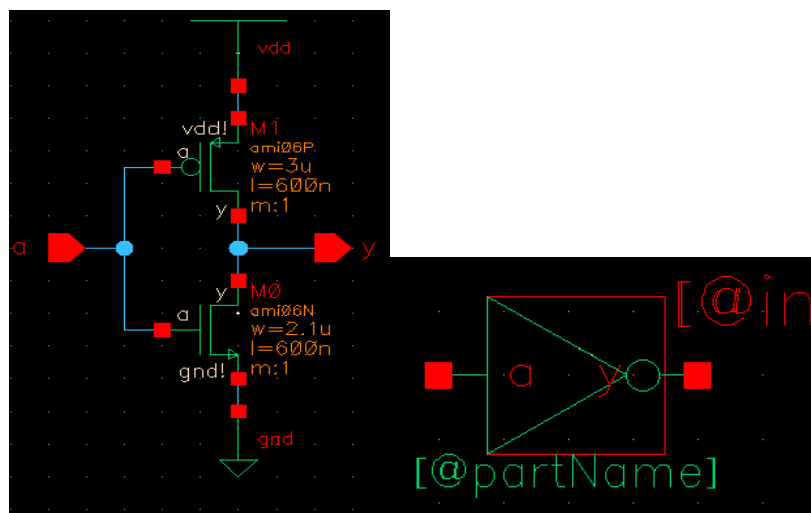 vdd
vdd!
M1
ami06P
a
w=3u
l=600n
y
m:1
a
y
y
M0
ami06N
a
w=2.1u
l=600n
gnd!
m:1
gnd
[@in
a
y
[@partName]